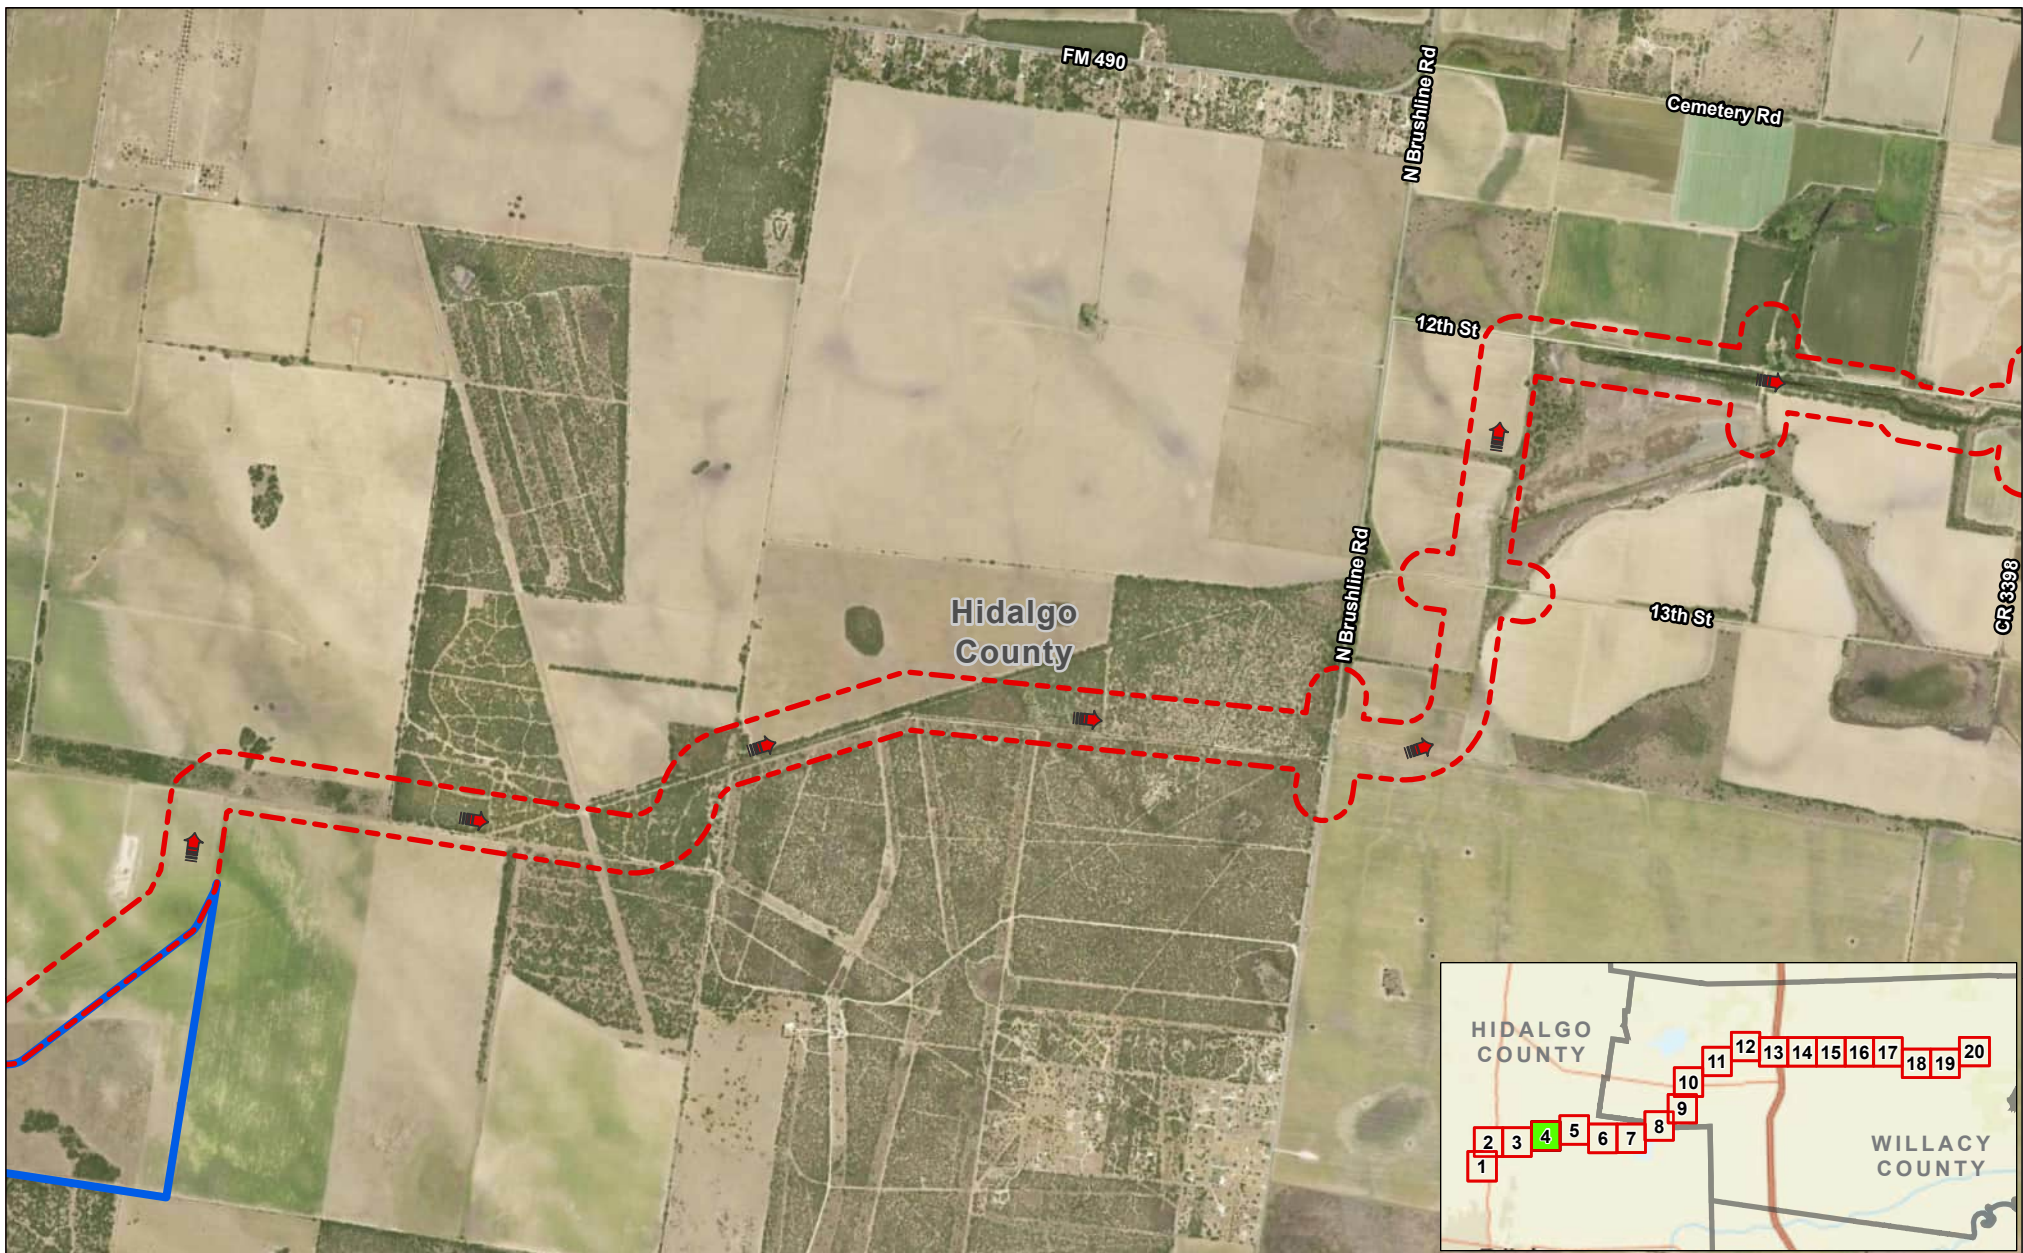 FM 490
N Brushline Rd
Cemetery Rd
12th St
N Brushline Rd
CR 3398
Hidalgo
County
13th St
HIDALGO
COUNTY
WILLACY
COUNTY
1
2
3
4
5
6
7
8
9
10
11
12
13
14
15
16
17
18
19
20